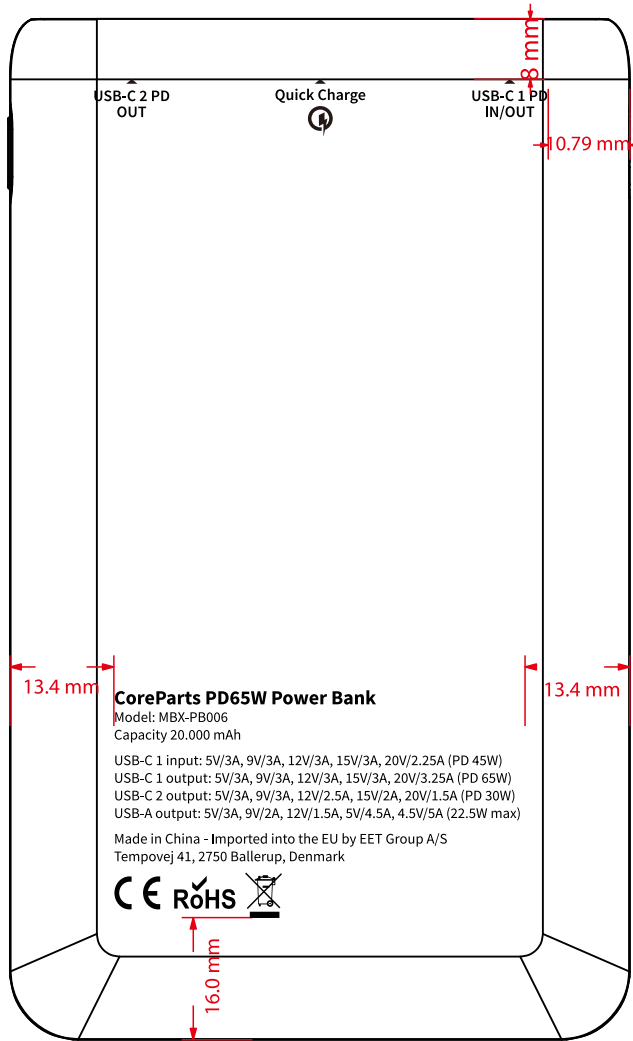 8 mm
USB-C 2 PD
OUT
Quick Charge
USB-C 1 PD
IN/OUT
10.79 mm
13.4 mm
13.4 mm
CoreParts PD65W Power Bank
Model: MBX-PB006
Capacity 20.000 mAh
USB-C 1 input: 5V/3A, 9V/3A, 12V/3A, 15V/3A, 20V/2.25A (PD 45W)
USB-C 1 output: 5V/3A, 9V/3A, 12V/3A, 15V/3A, 20V/3.25A (PD 65W)
USB-C 2 output: 5V/3A, 9V/3A, 12V/2.5A, 15V/2A, 20V/1.5A (PD 30W)
USB-A output: 5V/3A, 9V/2A, 12V/1.5A, 5V/4.5A, 4.5V/5A (22.5W max)
Made in China - Imported into the EU by EET Group A/S
Tempovej 41, 2750 Ballerup, Denmark
CE RoHS
16.0 mm